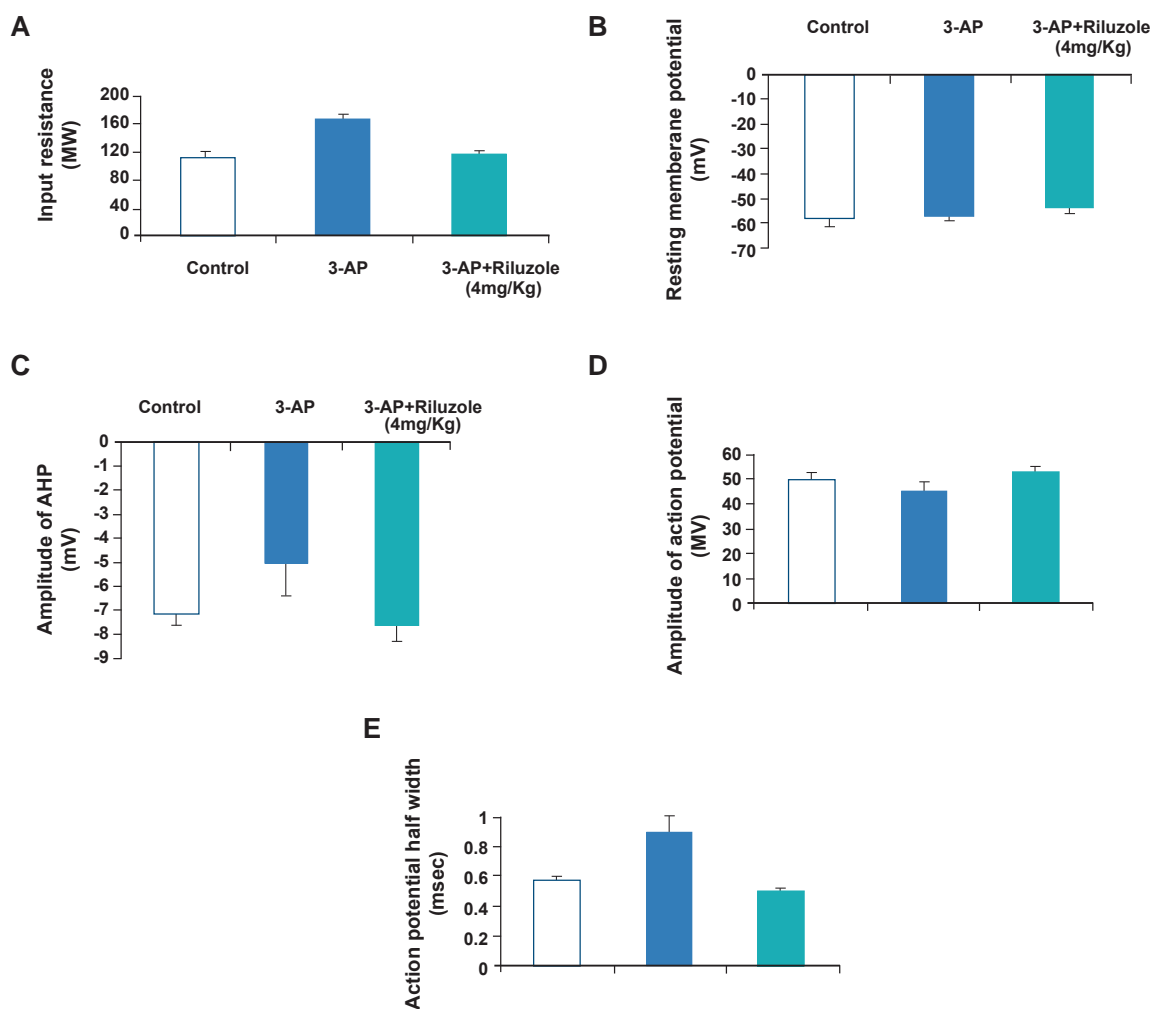 A
Input resistance
(MW)
200
160
120
80
40
0
Control
3-AP
3-AP+Riluzole
(4mg/Kg)
B
Control
3-AP
3-AP+Riluzole
(4mg/Kg)
Resting memberane potential
(mV)
0
-10
-20
-30
-40
-50
-60
-70
C
Control
3-AP
3-AP+Riluzole
(4mg/Kg)
Amplitude of AHP
(mV)
0
-1
-2
-3
-4
-5
-6
-7
-8
-9
D
Amplitude of action potential
(MV)
60
50
40
30
20
10
0
E
Action potential half width
(msec)
1
0.8
0.6
0.4
0.2
0